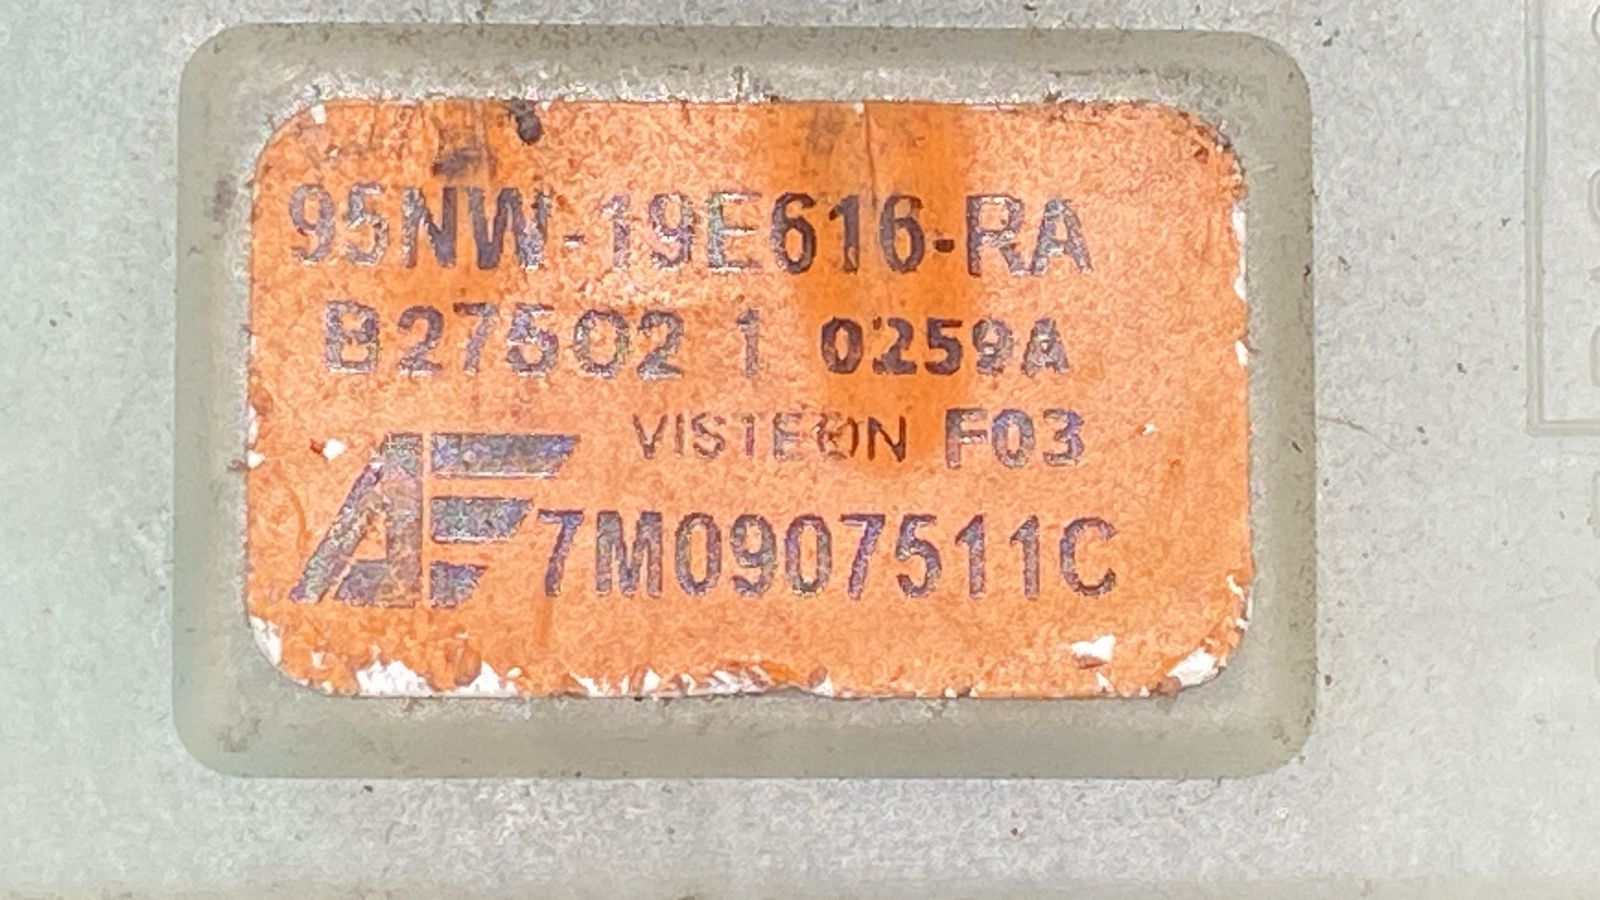 95NW-19E616-RA
B27502 1 0259A
VISTEON F03
AF 7M0907511C